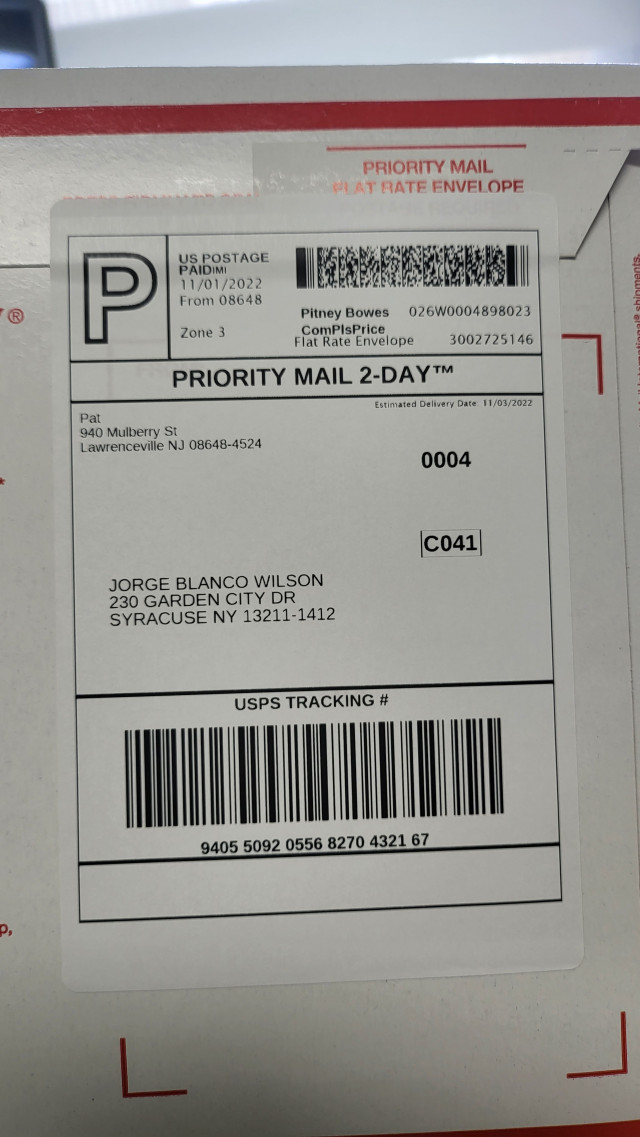 PRIORITY MAIL
FLAT RATE ENVELOPE
P
US POSTAGE
PAIDIMI
11/01/2022
From 08648
Zone 3
Pitney Bowes 026W0004898023
ComPlsPrice
Flat Rate Envelope 3002725146
PRIORITY MAIL 2-DAY™
Estimated Delivery Date: 11/03/2022
Pat
940 Mulberry St
Lawrenceville NJ 08648-4524
0004
C041
JORGE BLANCO WILSON
230 GARDEN CITY DR
SYRACUSE NY 13211-1412
USPS TRACKING #
9405 5092 0556 8270 4321 67
®
p,